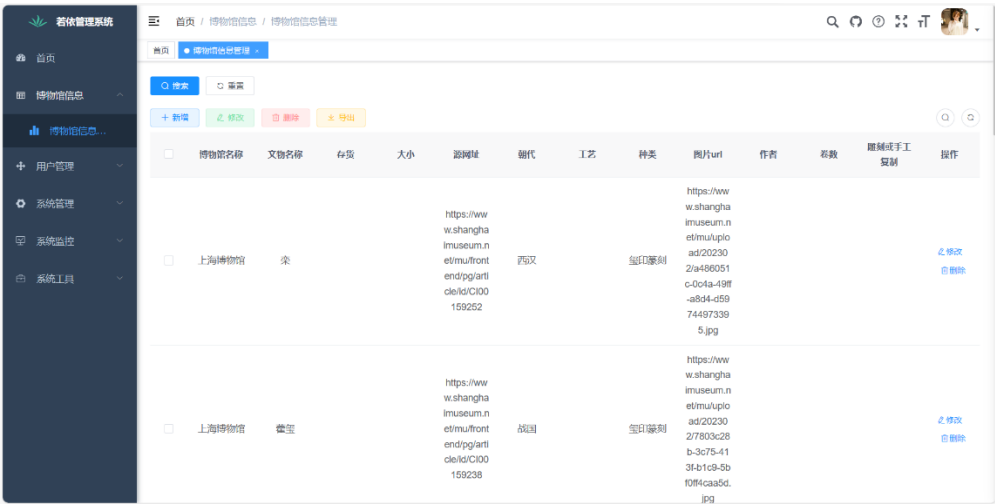 若依管理系统
首页 / 博物馆信息 / 博物馆信息管理
首页
博物馆信息管理 ×
首页
博物馆信息
博物馆信息...
用户管理
系统管理
系统监控
系统工具
搜索
重置
+ 新增
修改
删除
导出
博物馆名称
文物名称
存货
大小
源网址
朝代
工艺
种类
图片url
作者
卷数
雕刻或手工
复制
操作
上海博物馆
栾
https://ww
w.shangha
imuseum.n
et/mu/front
end/pg/arti
cle/id/CI00
159252
西汉
玺印篆刻
https://ww
w.shangha
imuseum.n
et/mu/uplo
ad/20230
2/a486051
c-0c4a-49ff
-a8d4-d59
74497339
5.jpg
修改
删除
上海博物馆
https://ww
w.shangha
imuseum.n
et/mu/front
end/pg/arti
cle/id/CI00
159238
战国
玺印篆刻
https://ww
w.shangha
imuseum.n
et/mu/uplo
ad/20230
2/7803c28
b-3c75-41
3f-b1c9-5b
f0ff4caa5d.
jpg
修改
删除